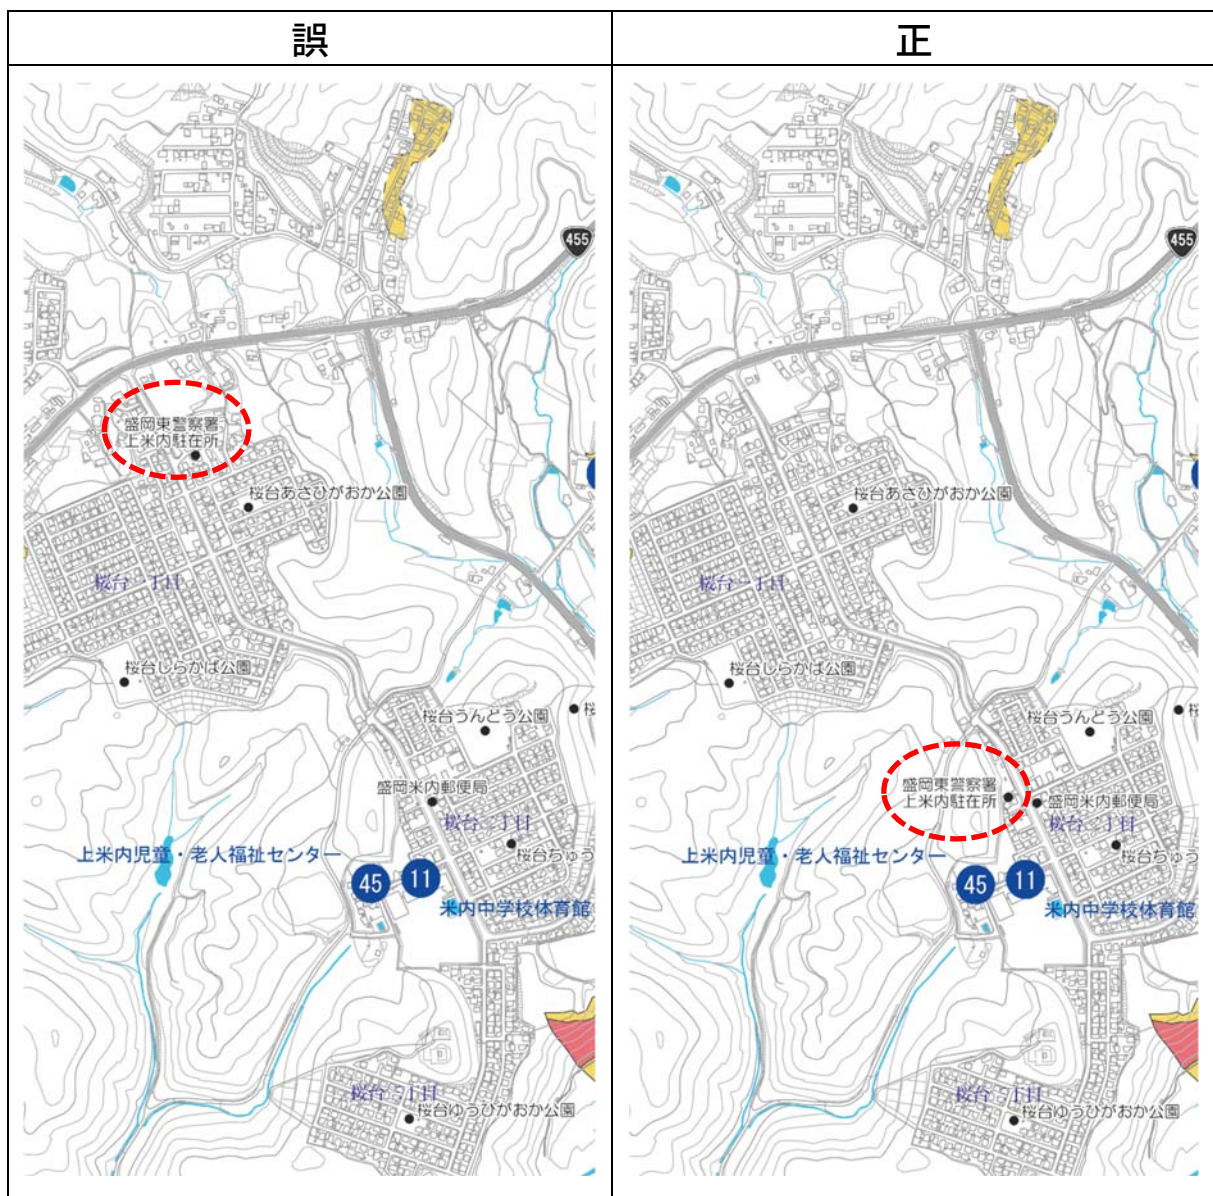 誤
正
455
盛岡東警察署
上米内駐在所
桜台あさひがおか公園
桜台一丁目
桜台しらかば公園
桜台うんどう公園
桜
盛岡米内郵便局
桜台二丁目
桜台ちゅう
上米内児童・老人福祉センター
45
11
米内中学校体育館
桜台三丁目
桜台ゆうひがおか公園
455
桜台あさひがおか公園
桜台一丁目
桜台しらかば公園
桜
桜台うんどう公園
盛岡東警察署
上米内駐在所
盛岡米内郵便局
桜台二丁目
桜台ちゅう
上米内児童・老人福祉センター
45
11
米内中学校体育館
桜台三丁目
桜台ゆうひがおか公園